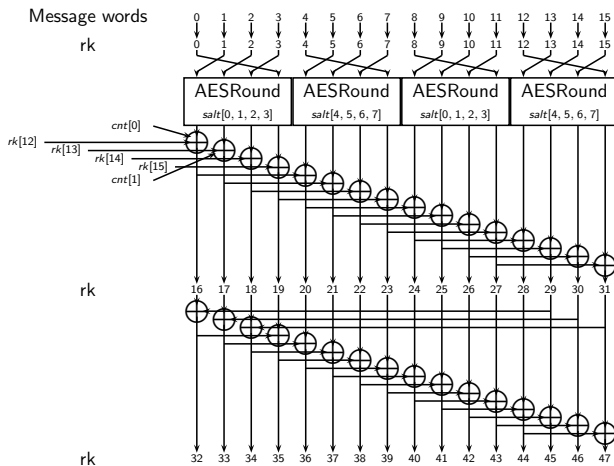 Message words 0 1 2 3 4 5 6 7 8 9 10 11 12 13 14 15
rk 0 1 2 3 4 5 6 7 8 9 10 11 12 13 14 15
AESRound AESRound AESRound AESRound
salt[0, 1, 2, 3] salt[4, 5, 6, 7] salt[0, 1, 2, 3] salt[4, 5, 6, 7]
cnt[0]
rk[12]
rk[13]
rk[14]
rk[15]
cnt[1]
rk 16 17 18 19 20 21 22 23 24 25 26 27 28 29 30 31
rk 32 33 34 35 36 37 38 39 40 41 42 43 44 45 46 47